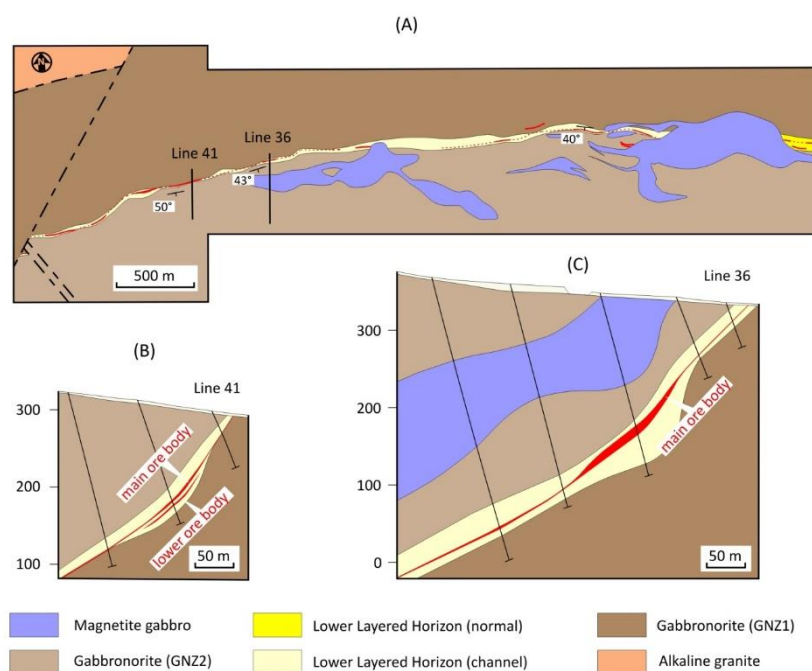 (A)
N
Line 41
Line 36
50°
43°
40°
500 m
(B)
Line 41
300
200
100
main ore body
lower ore body
50 m
(C)
Line 36
300
200
100
0
main ore body
50 m
Magnetite gabbro
Lower Layered Horizon (normal)
Gabbronorite (GNZ1)
Gabbronorite (GNZ2)
Lower Layered Horizon (channel)
Alkaline granite